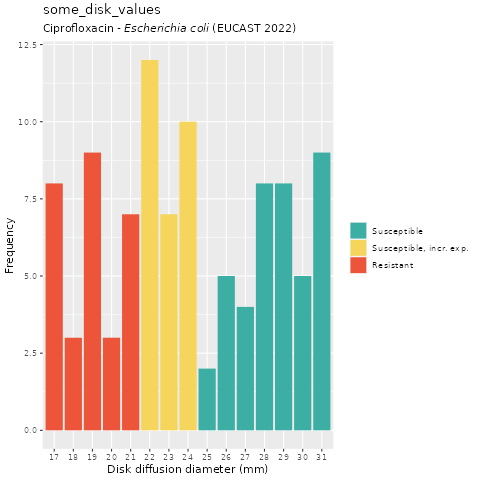 some_disk_values
Ciprofloxacin - Escherichia coli (EUCAST 2022)
12.5
10.0
7.5
5.0
2.5
0.0
Frequency
17 18 19 20 21 22 23 24 25 26 27 28 29 30 31
Disk diffusion diameter (mm)
Susceptible
Susceptible, incr. exp.
Resistant